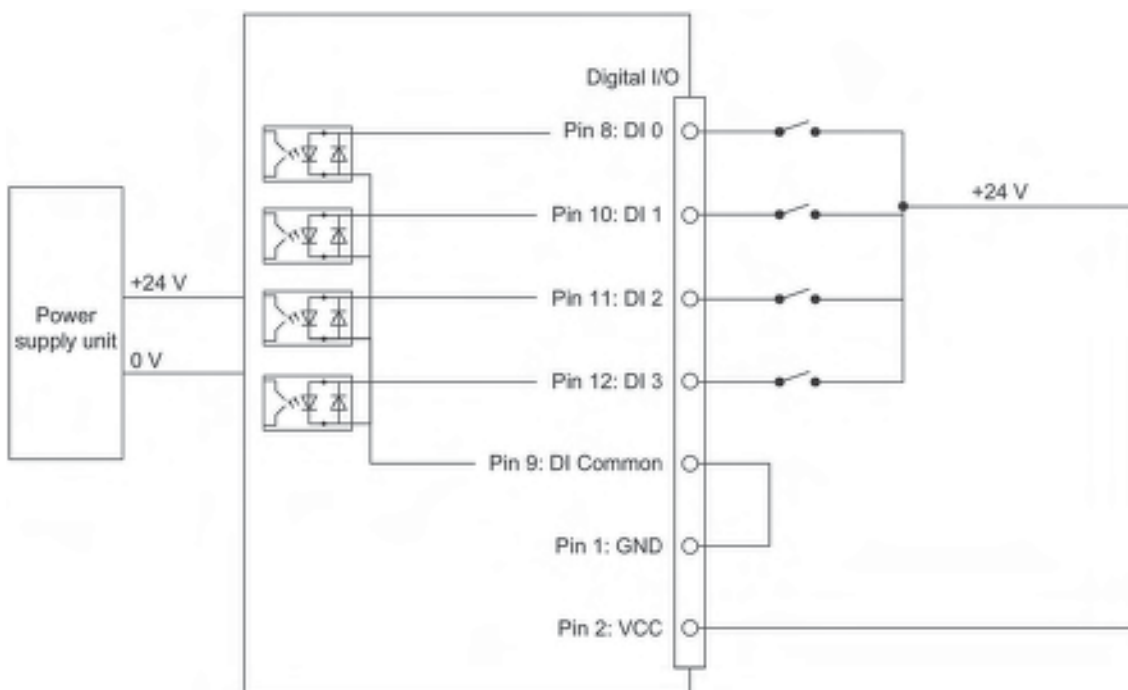 Digital I/O
Pin 8: DI 0
Pin 10: DI 1
+24 V
+24 V
Pin 11: DI 2
Power
supply unit
0 V
Pin 12: DI 3
Pin 9: DI Common
Pin 1: GND
Pin 2: VCC